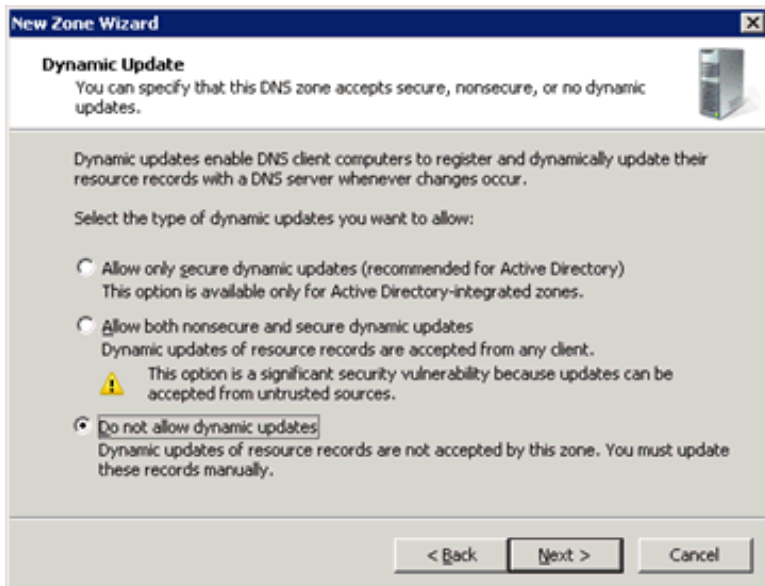 New Zone Wizard
Dynamic Update
You can specify that this DNS zone accepts secure, nonsecure, or no dynamic
updates.
Dynamic updates enable DNS client computers to register and dynamically update their
resource records with a DNS server whenever changes occur.
Select the type of dynamic updates you want to allow:
Allow only secure dynamic updates (recommended for Active Directory)
This option is available only for Active Directory-integrated zones.
Allow both nonsecure and secure dynamic updates
Dynamic updates of resource records are accepted from any client.
This option is a significant security vulnerability because updates can be
accepted from untrusted sources.
Do not allow dynamic updates
Dynamic updates of resource records are not accepted by this zone. You must update
these records manually.
< Back Next > Cancel